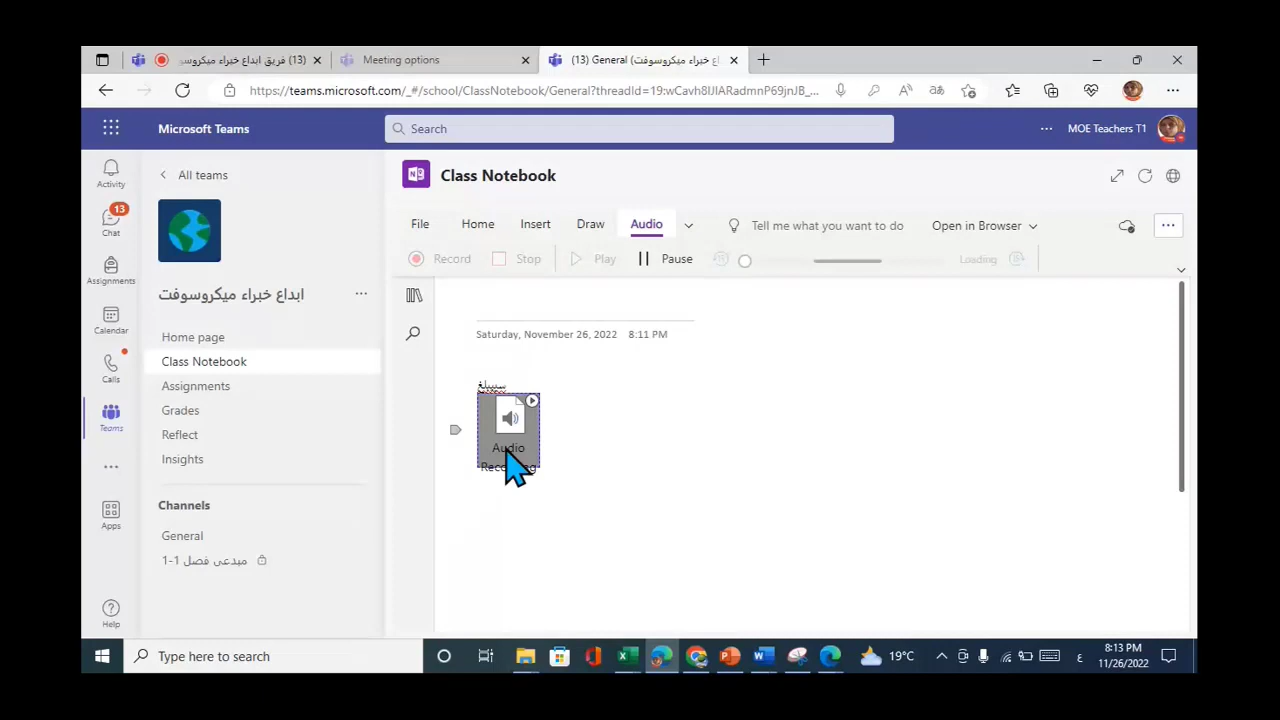 (13) فريق ابداع خبراء ميكروسو
Meeting options
(13) General (ابداع خبراء ميكروسوفت
https://teams.microsoft.com/_#/school/ClassNotebook/General?threadId=19:wCavh8IJIARadmnP69jnJB_...
Microsoft Teams
Search
MOE Teachers T1
Activity
All teams
Class Notebook
13
Chat
File Home Insert Draw Audio Tell me what you want to do Open in Browser
Record Stop Play Pause Loading
Assignments
ابداع خبراء ميكروسوفت
Calendar
Home page
Saturday, November 26, 2022 8:11 PM
Class Notebook
Calls
Assignments
Grades
Teams
Reflect
Audio
Insights
Channels
Apps
General
مبدعى فصل 1-1
Help
Type here to search
19°C
ع
8:13 PM
11/26/2022